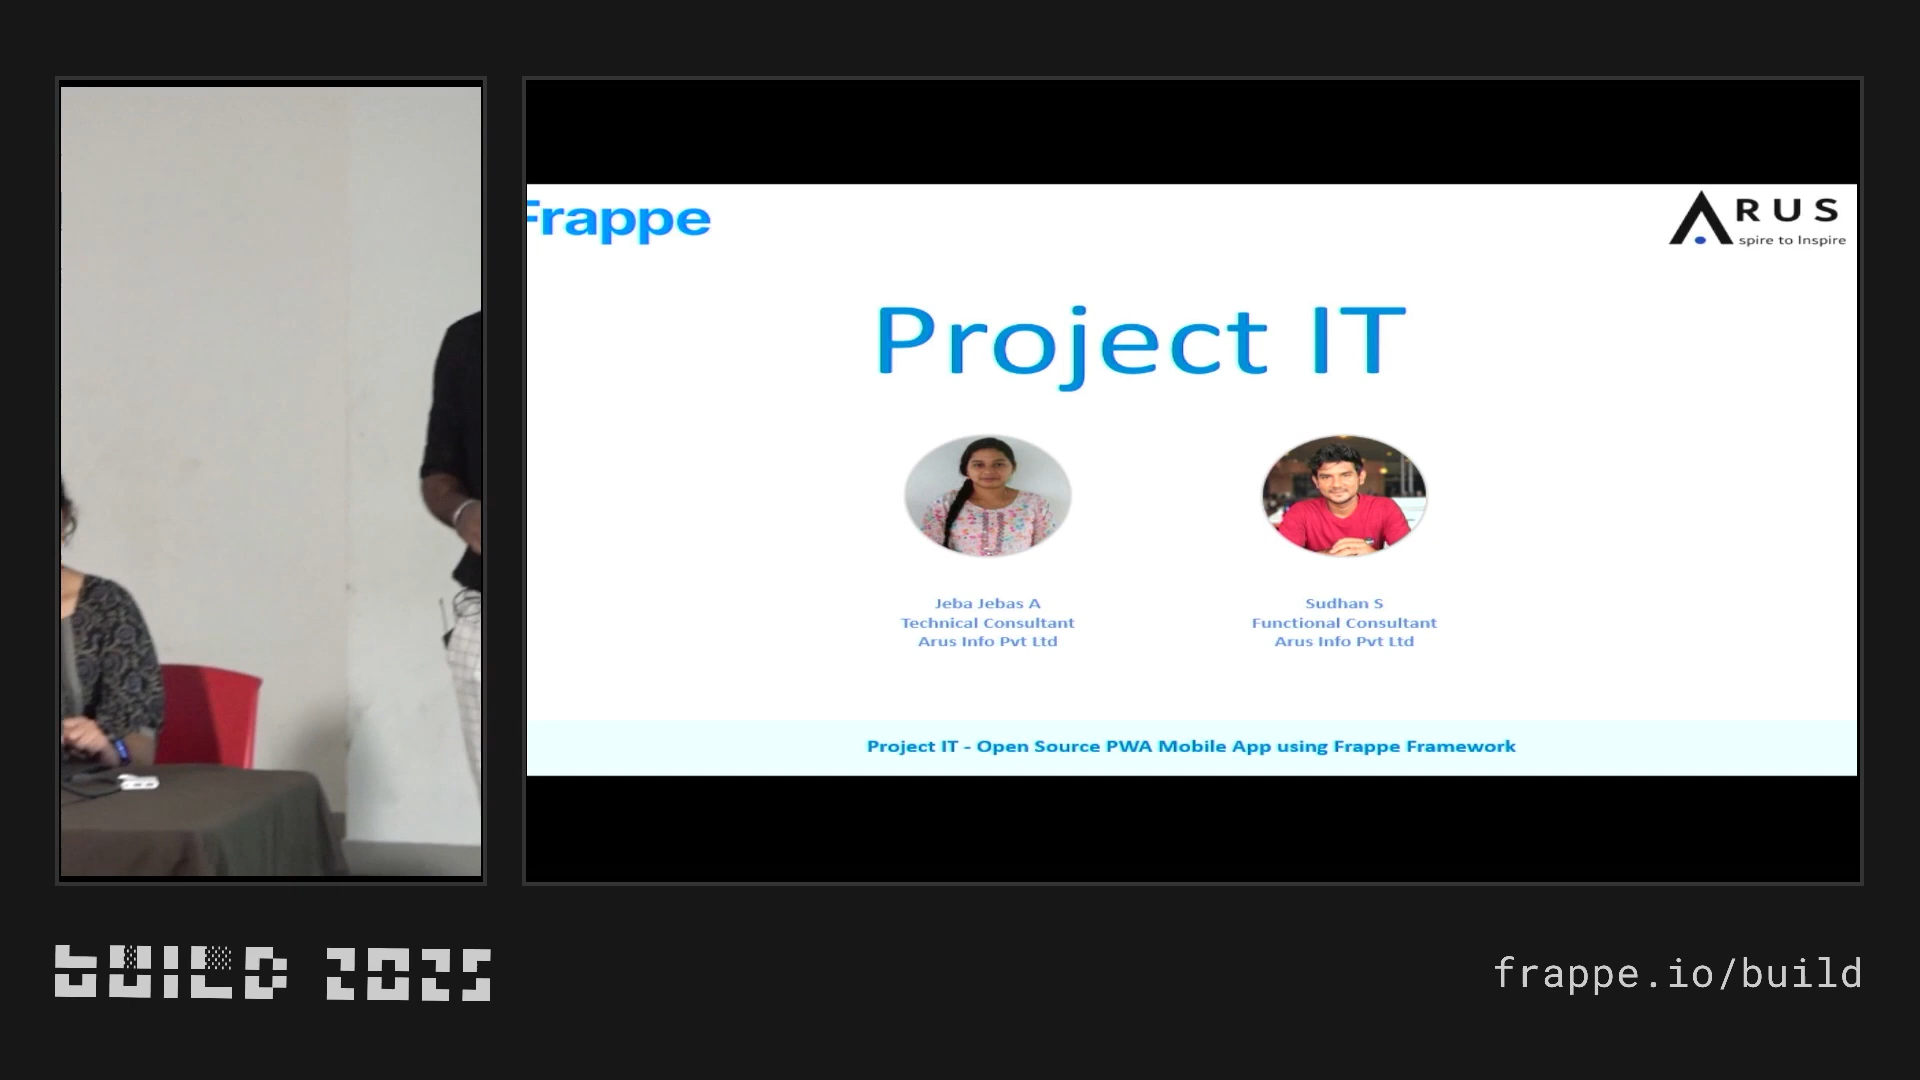 Frappe
ARUS
spire to Inspire
Project IT
Jeba Jebas A
Technical Consultant
Arus Info Pvt Ltd
Sudhan S
Functional Consultant
Arus Info Pvt Ltd
Project IT - Open Source PWA Mobile App using Frappe Framework
BUILD 2025
frappe.io/build